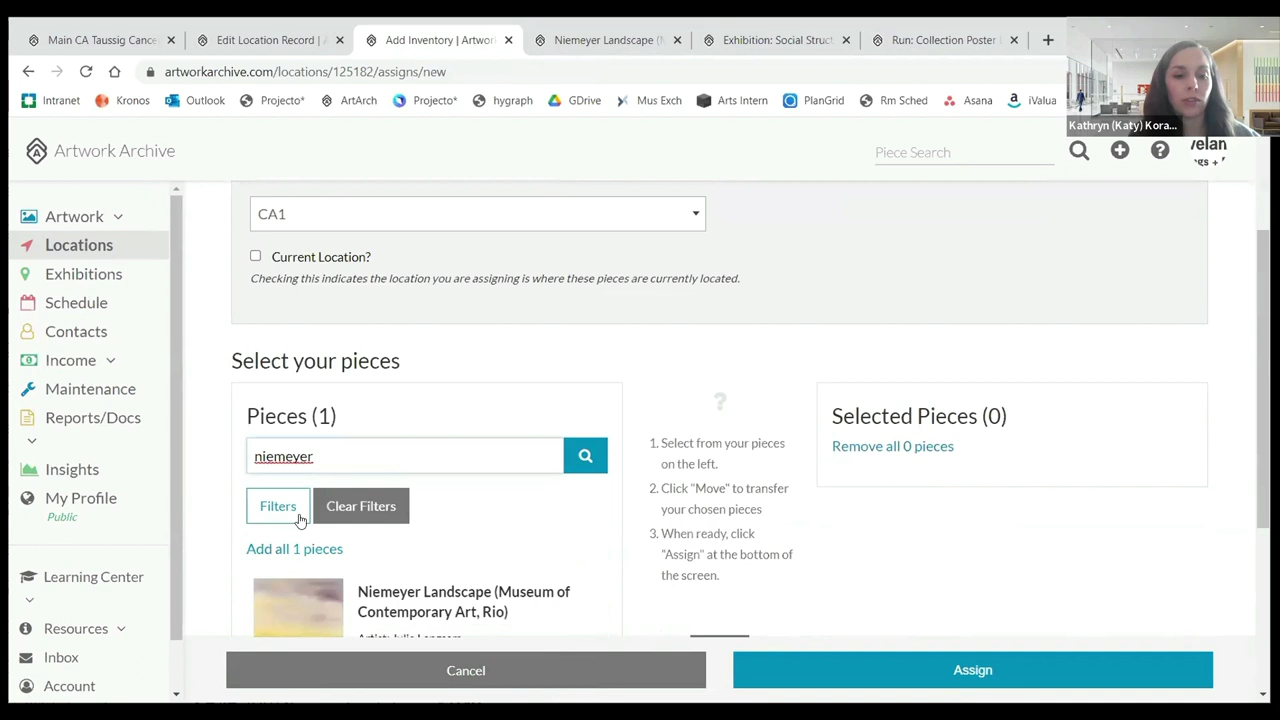 Main CA Taussig Cance
Edit Location Record | A
Add Inventory | Artwor
Niemeyer Landscape (M
Exhibition: Social Struct
Run: Collection Poster L
artworkarchive.com/locations/125182/assigns/new
Intranet
Kronos
Outlook
Projecto*
ArtArch
Projecto*
hygraph
GDrive
Mus Exch
Arts Intern
PlanGrid
Rm Sched
Asana
iValua
Kathryn (Katy) Kora...
Artwork Archive
Piece Search
velan
Artwork
Locations
Exhibitions
Schedule
Contacts
Income
Maintenance
Reports/Docs
Insights
My Profile
Public
Learning Center
Resources
Inbox
Account
CA1
Current Location?
Checking this indicates the location you are assigning is where these pieces are currently located.
Select your pieces
Pieces (1)
niemeyer
Filters
Clear Filters
Add all 1 pieces
Niemeyer Landscape (Museum of
Contemporary Art, Rio)
1. Select from your pieces
on the left.
2. Click "Move" to transfer
your chosen pieces
3. When ready, click
"Assign" at the bottom of
the screen.
Selected Pieces (0)
Remove all 0 pieces
Cancel
Assign